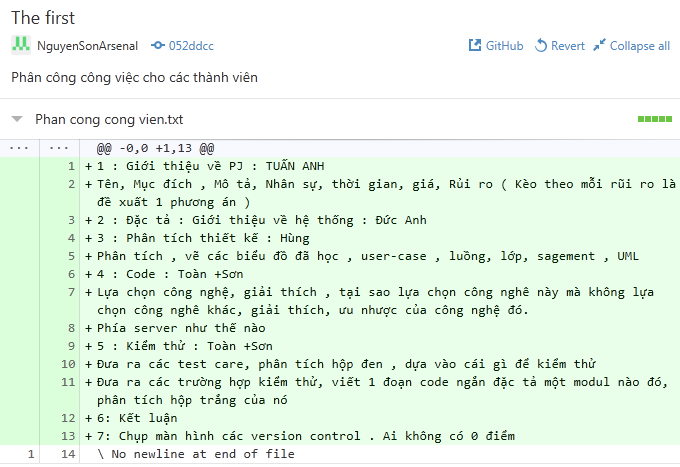 The first
NguyenSonArsenal 052ddcc GitHub Revert Collapse all
Phân công công việc cho các thành viên
Phan cong cong vien.txt
... ... @@ -0,0 +1,13 @@
1 + 1 : Giới thiệu về PJ : TUẤN ANH
2 + Tên, Mục đích , Mô tả, Nhân sự, thời gian, giá, Rủi ro ( Kèo theo mỗi rũi ro là
đề xuất 1 phương án )
3 + 2 : Đặc tả : Giới thiệu về hệ thống : Đức Anh
4 + 3 : Phân tích thiết kế : Hùng
5 + Phân tích , vẽ các biểu đồ đã học , user-case , luồng, lớp, sagement , UML
6 + 4 : Code : Toàn +Sơn
7 + Lựa chọn công nghệ, giải thích , tại sao lựa chọn công nghê này mà không lựa
chọn công nghê khác, giải thích, ưu nhược của công nghệ đó.
8 + Phía server như thế nào
9 + 5 : Kiểm thử : Toàn +Sơn
10 + Đưa ra các test care, phân tích hộp đen , dựa vào cái gì để kiểm thử
11 + Đưa ra các trường hợp kiểm thử, viết 1 đoạn code ngắn đặc tả một modul nào đó,
phân tích hộp trắng của nó
12 + 6: Kết luận
13 + 7: Chụp màn hình các version control . Ai không có 0 điểm
1 14 \ No newline at end of file